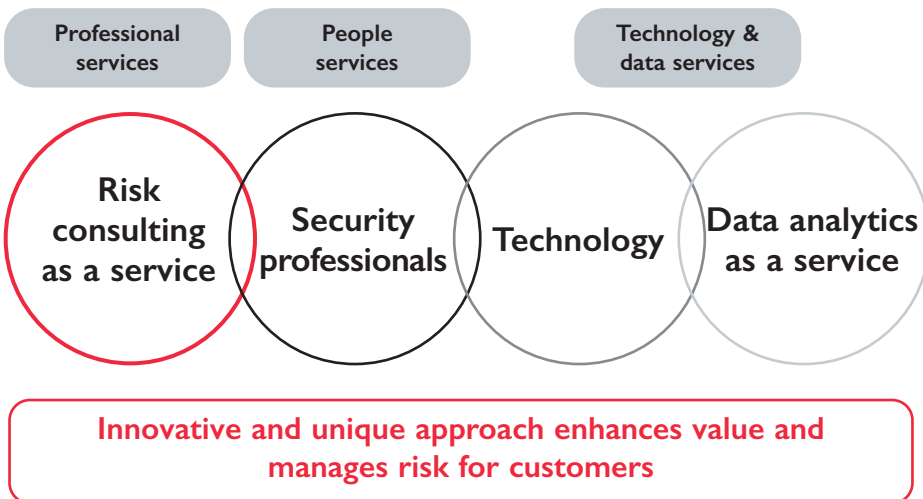 Professional
services
People
services
Technology &
data services
Risk
consulting
as a service
Security
professionals
Technology
Data analytics
as a service
Innovative and unique approach enhances value and
manages risk for customers